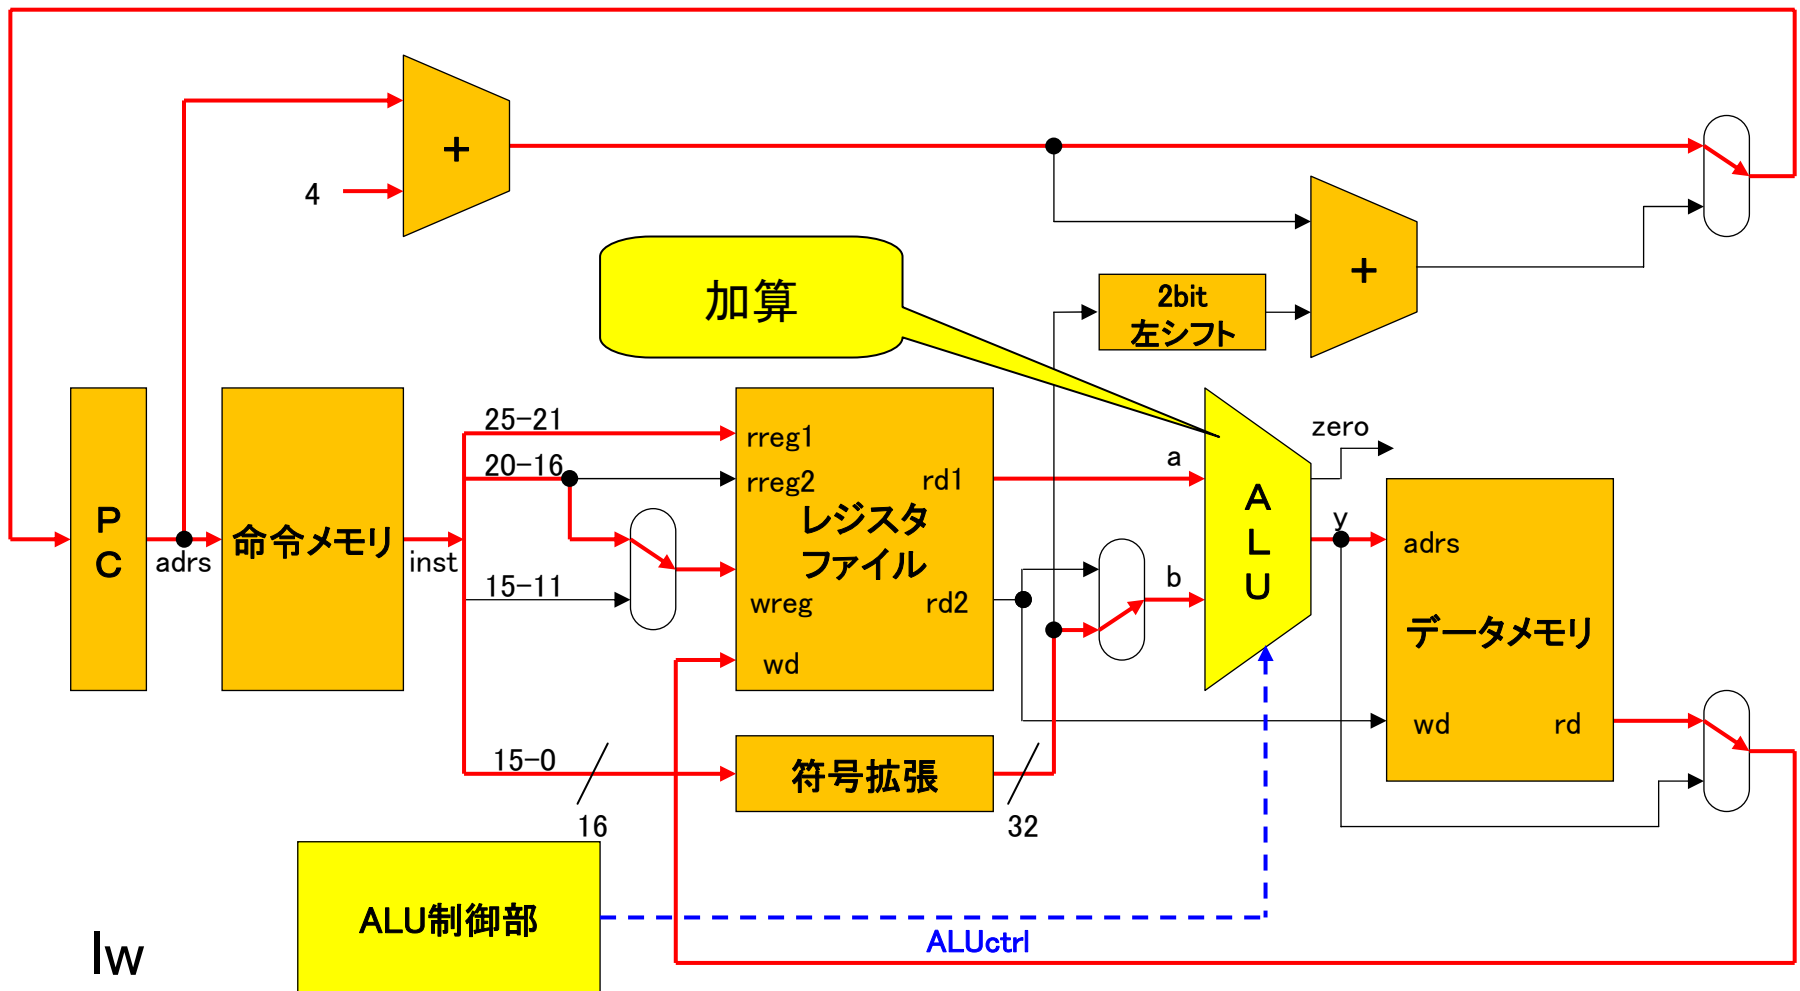 +
4
加算
+
2bit
左シフト
25-21
zero
rreg1
20-16
a
rreg2
rd1
P
C
命令メモリ
レジスタ
ファイル
A
L
U
y
adrs
adrs
inst
15-11
wreg
rd2
b
データメモリ
wd
wd
rd
15-0
符号拡張
16
32
ALU制御部
ALUctrl
lw